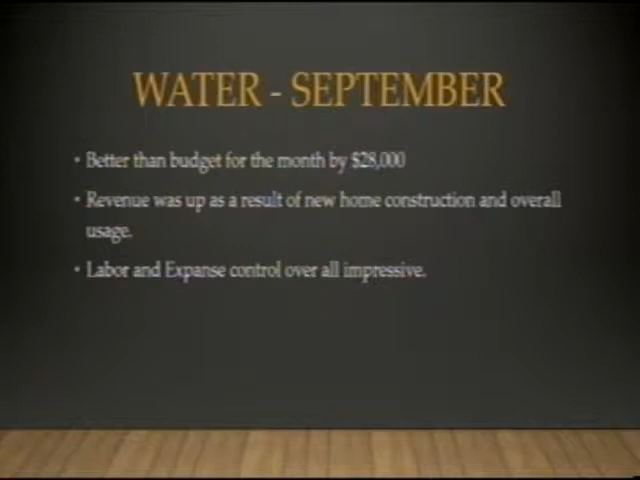 WATER - SEPTEMBER
• Better than budget for the month by $28,000
• Revenue was up as a result of new home construction and overall
usage.
• Labor and Expanse control over all impressive.